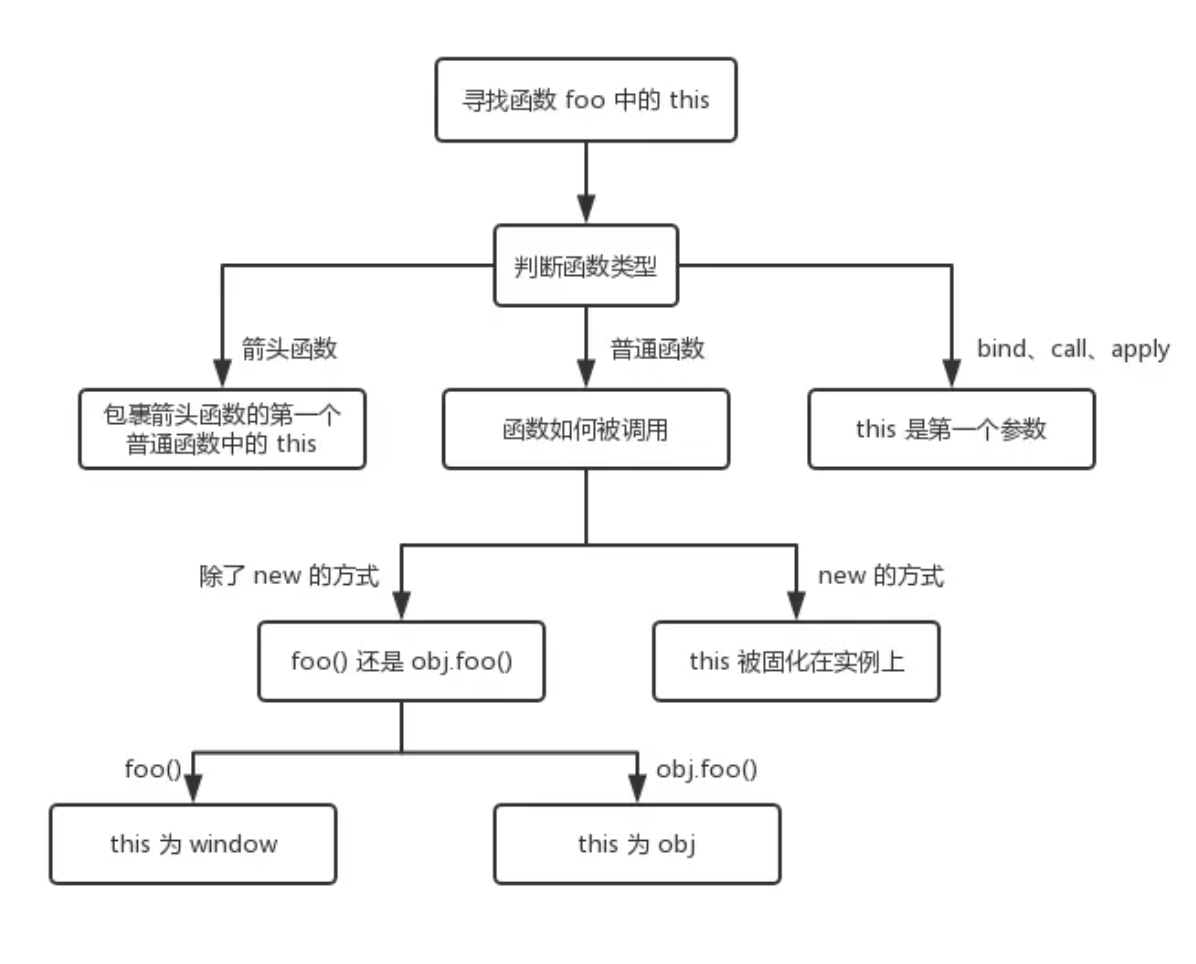 寻找函数 foo 中的 this
判断函数类型
箭头函数
普通函数
bind、call、apply
包裹箭头函数的第一个
普通函数中的 this
函数如何被调用
this 是第一个参数
除了 new 的方式
new 的方式
foo() 还是 obj.foo()
this 被固化在实例上
foo()
obj.foo()
this 为 window
this 为 obj